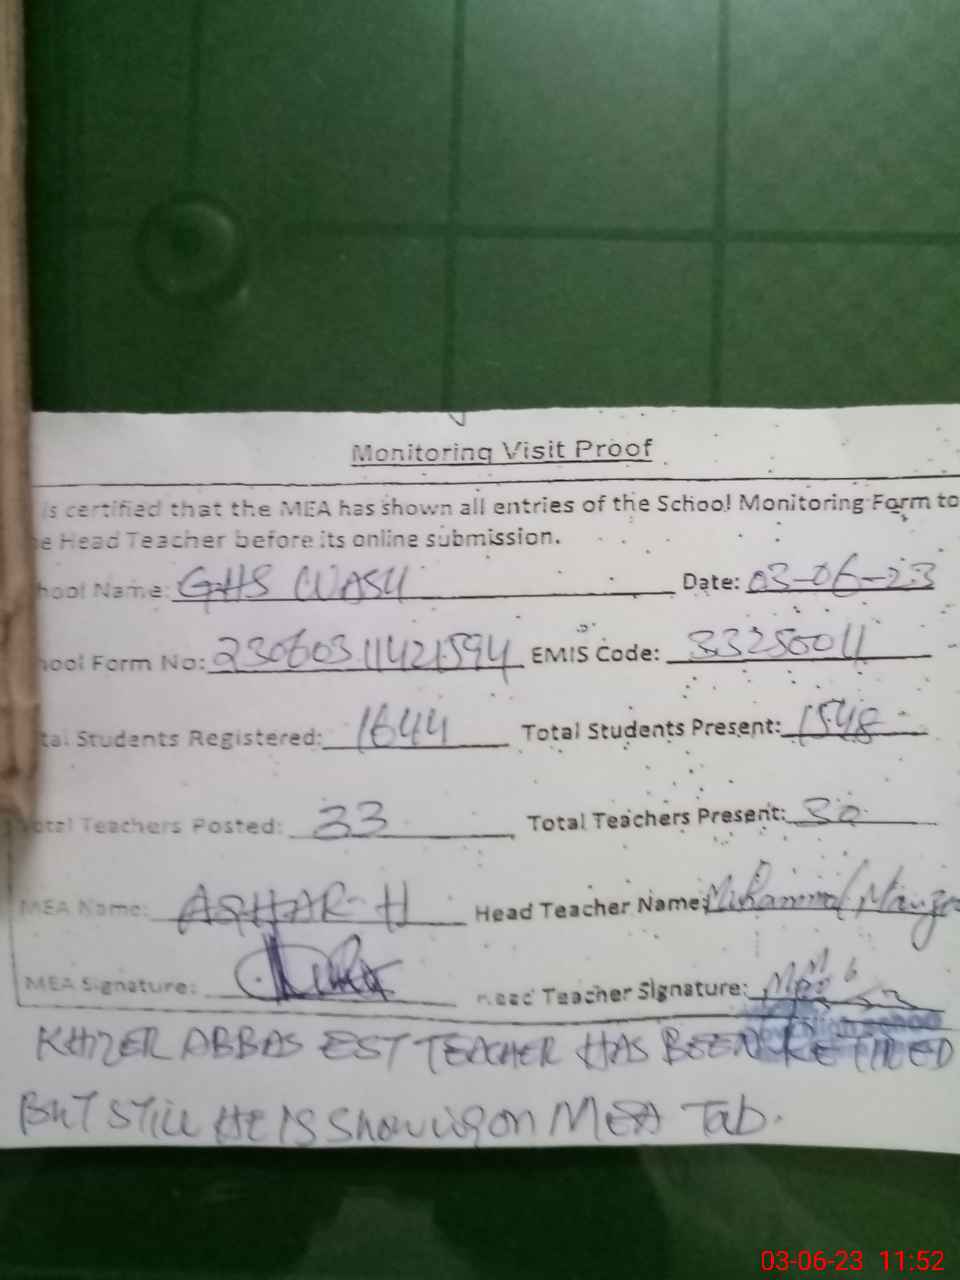 Monitoring Visit Proof
is certified that the MEA has shown all entries of the School Monitoring Form to
e Head Teacher before its online submission.
hool Name: GHS WASU Date: 03-06-23
hool Form No: 23060311421594 EMIS Code: 33250011
tal Students Registered: 1644 Total Students Present: 1548
otal Teachers Posted: 33 Total Teachers Present: 30
MEA Name: ASHAR-H Head Teacher Name: Muhammad
MEA Signature: Head Teacher Signature:
KHIZER ABBAS EST TEACHER HAS BEEN RETIRED
BUT STILL HE IS Showing on MEA Tab.
03-06-23 11:52